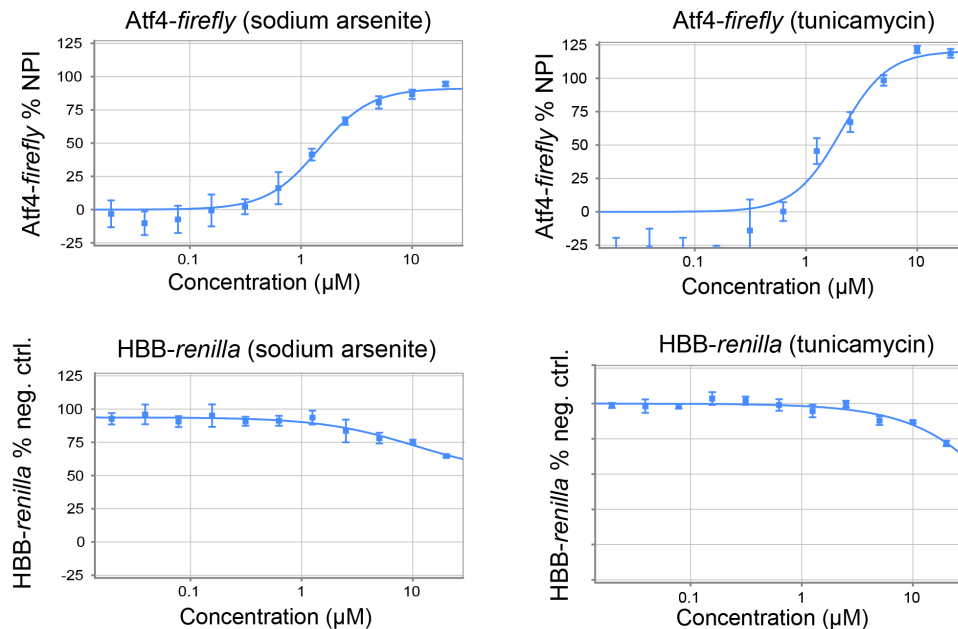 Atf4-firefly (sodium arsenite)
Atf4-firefly % NPI
125
100
75
50
25
0
-25
0.1
1
10
Concentration (µM)
Atf4-firefly (tunicamycin)
Atf4-firefly % NPI
125
100
75
50
25
0
-25
0.1
1
10
Concentration (µM)
HBB-renilla (sodium arsenite)
HBB-renilla % neg. ctrl.
125
100
75
50
25
0
-25
0.1
1
10
Concentration (µM)
HBB-renilla (tunicamycin)
HBB-renilla % neg. ctrl.
0.1
1
10
Concentration (µM)